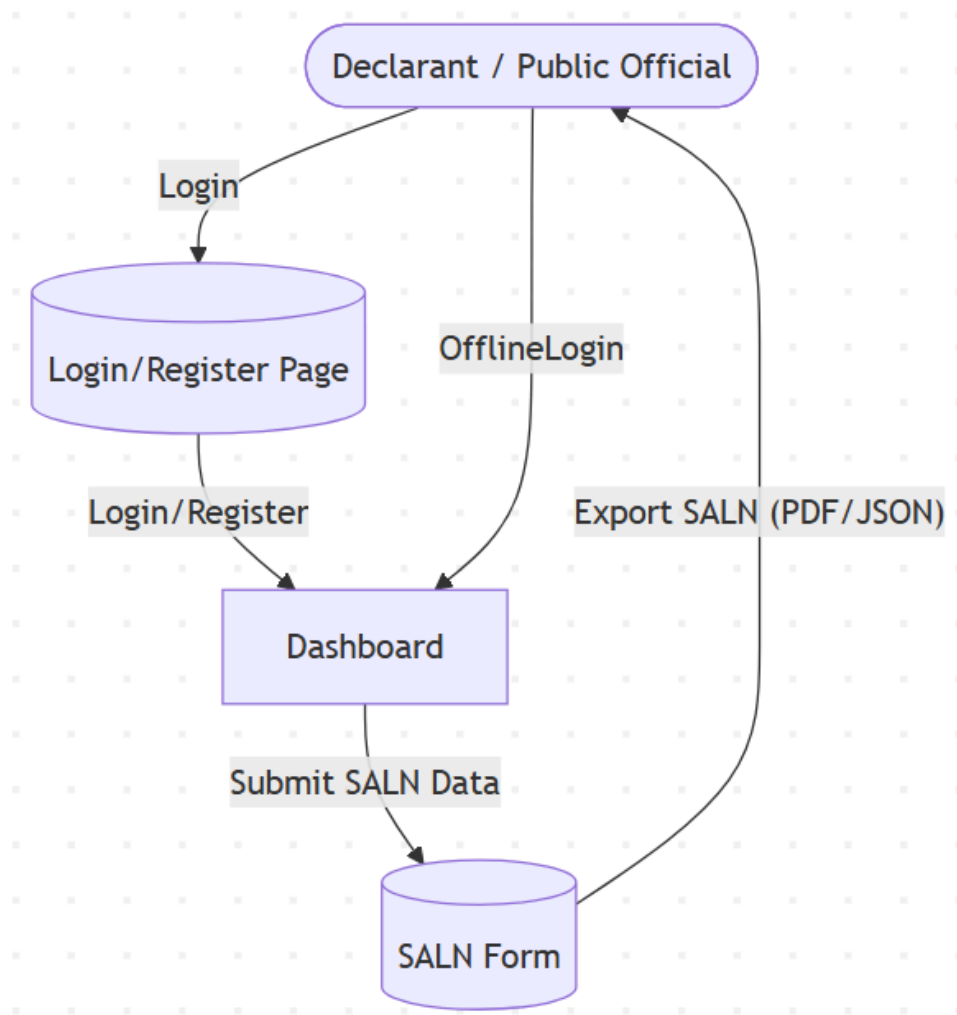 Declarant / Public Official
Login
Login/Register Page
OfflineLogin
Login/Register
Export SALN (PDF/JSON)
Dashboard
Submit SALN Data
SALN Form